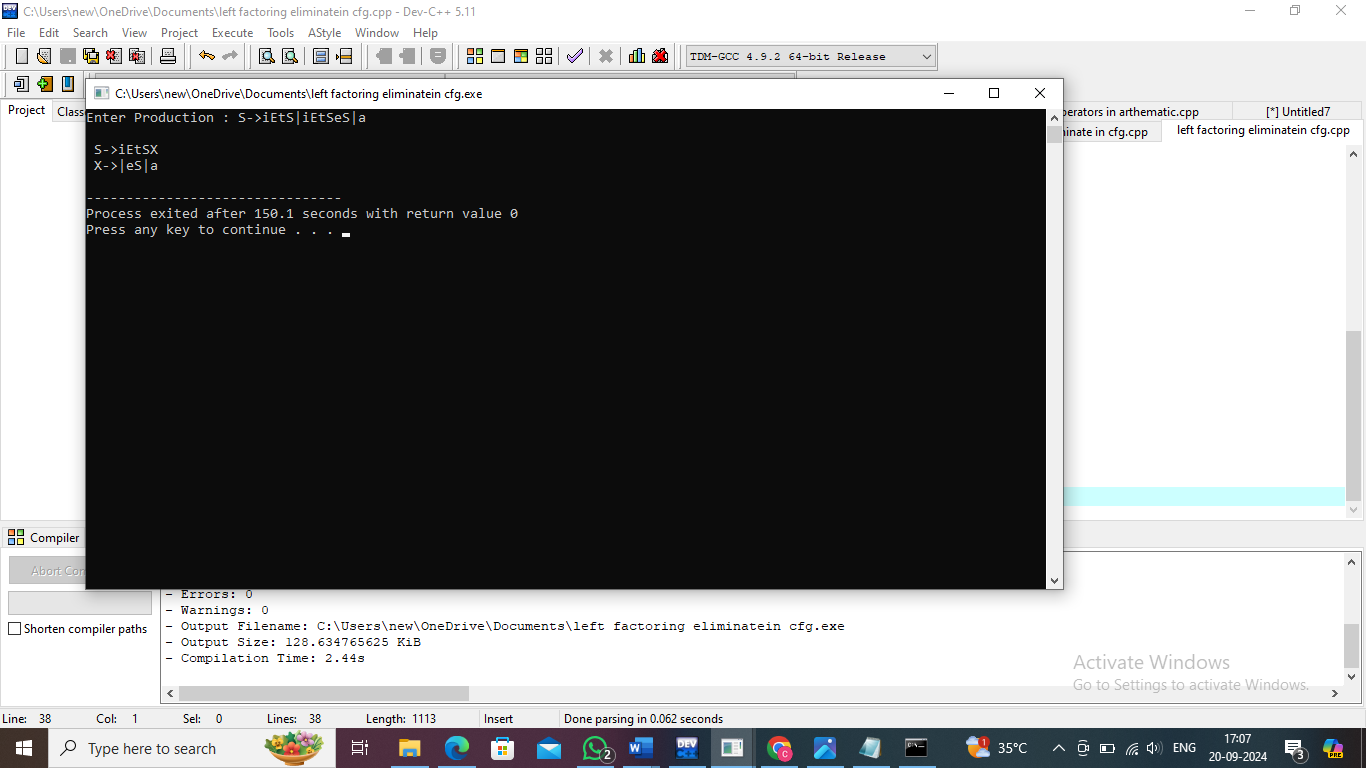 C:\Users\new\OneDrive\Documents\left factoring eliminatein cfg.cpp - Dev-C++ 5.11
File Edit Search View Project Execute Tools AStyle Window Help
TDM-GCC 4.9.2 64-bit Release
C:\Users\new\OneDrive\Documents\left factoring eliminatein cfg.exe
Project Class
perators in arthematic.cpp [*] Untitled7
inate in cfg.cpp left factoring eliminatein cfg.cpp
Enter Production : S->iEtS|iEtSeS|a
S->iEtSX
X->|eS|a
--------------------------------
Process exited after 150.1 seconds with return value 0
Press any key to continue . . .
Compiler
Abort Con
Shorten compiler paths
- Errors: 0
- Warnings: 0
- Output Filename: C:\Users\new\OneDrive\Documents\left factoring eliminatein cfg.exe
- Output Size: 128.634765625 KiB
- Compilation Time: 2.44s
Activate Windows
Go to Settings to activate Windows.
Line: 38 Col: 1 Sel: 0 Lines: 38 Length: 1113 Insert Done parsing in 0.062 seconds
Type here to search
2
DEV
35°C
ENG
17:07
20-09-2024
3
PRE